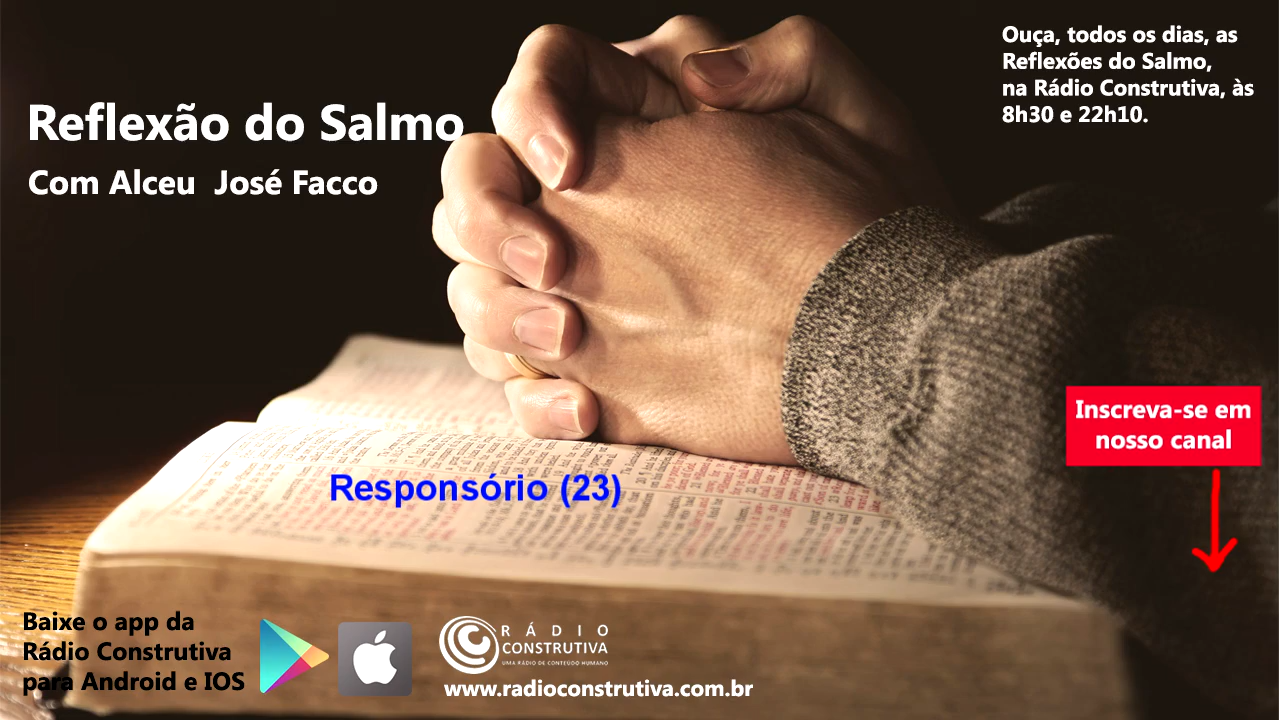 Reflexão do Salmo
Com Alceu José Facco
Ouça, todos os dias, as
Reflexões do Salmo,
na Rádio Construtiva, às
8h30 e 22h10.
Inscreva-se em
nosso canal
Responsório (23)
Baixe o app da
Rádio Construtiva
para Android e IOS
RÁDIO
CONSTRUTIVA
UMA RÁDIO DE CONTEÚDO HUMANO
www.radioconstrutiva.com.br